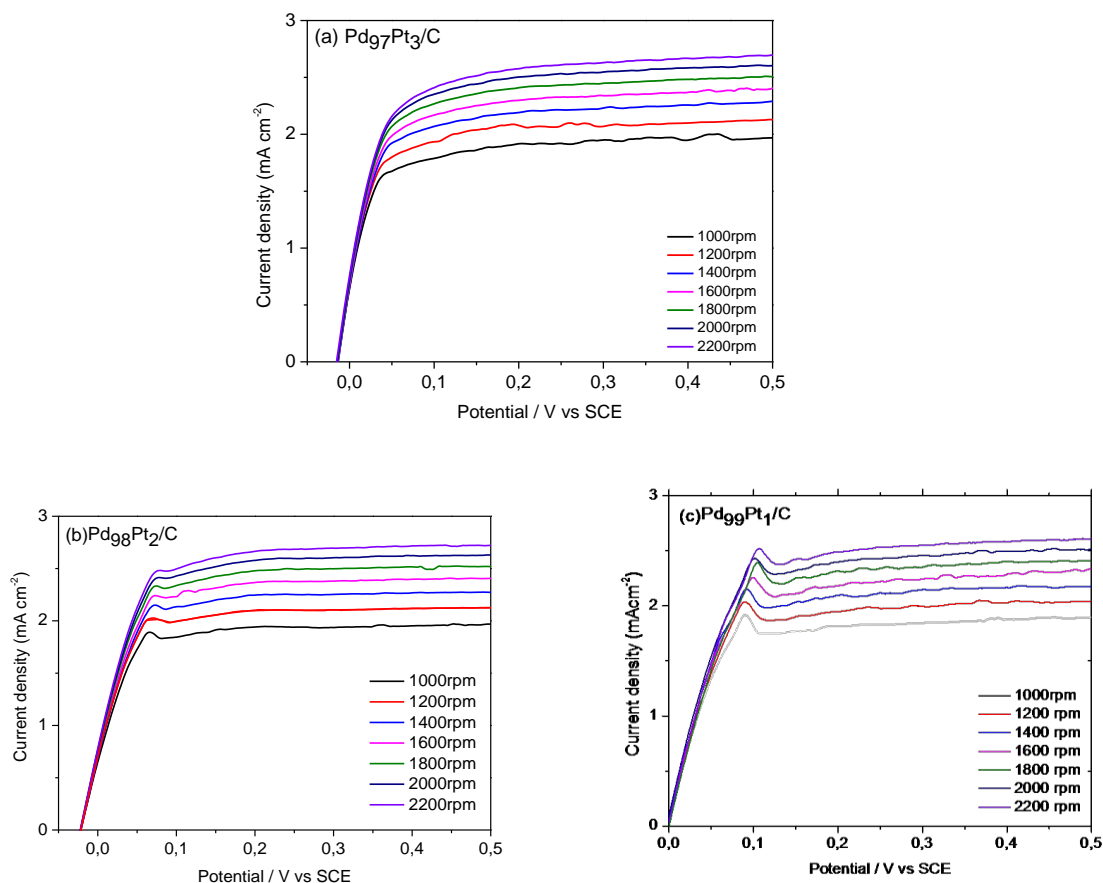 (a) Pd97Pt3/C
Current density (mA cm-2)
3
2
1
0
1000rpm
1200rpm
1400rpm
1600rpm
1800rpm
2000rpm
2200rpm
0,0 0,1 0,2 0,3 0,4 0,5
Potential / V vs SCE
(b)Pd98Pt2/C
Current density (mA cm-2)
3
2
1
0
1000rpm
1200rpm
1400rpm
1600rpm
1800rpm
2000rpm
2200rpm
0,0 0,1 0,2 0,3 0,4 0,5
Potential / V vs SCE
(c)Pd99Pt1/C
Current density (mAcm-2)
3
2
1
0
1000rpm
1200 rpm
1400 rpm
1600 rpm
1800 rpm
2000 rpm
2200 rpm
0,0 0,1 0,2 0,3 0,4 0,5
Potential / V vs SCE